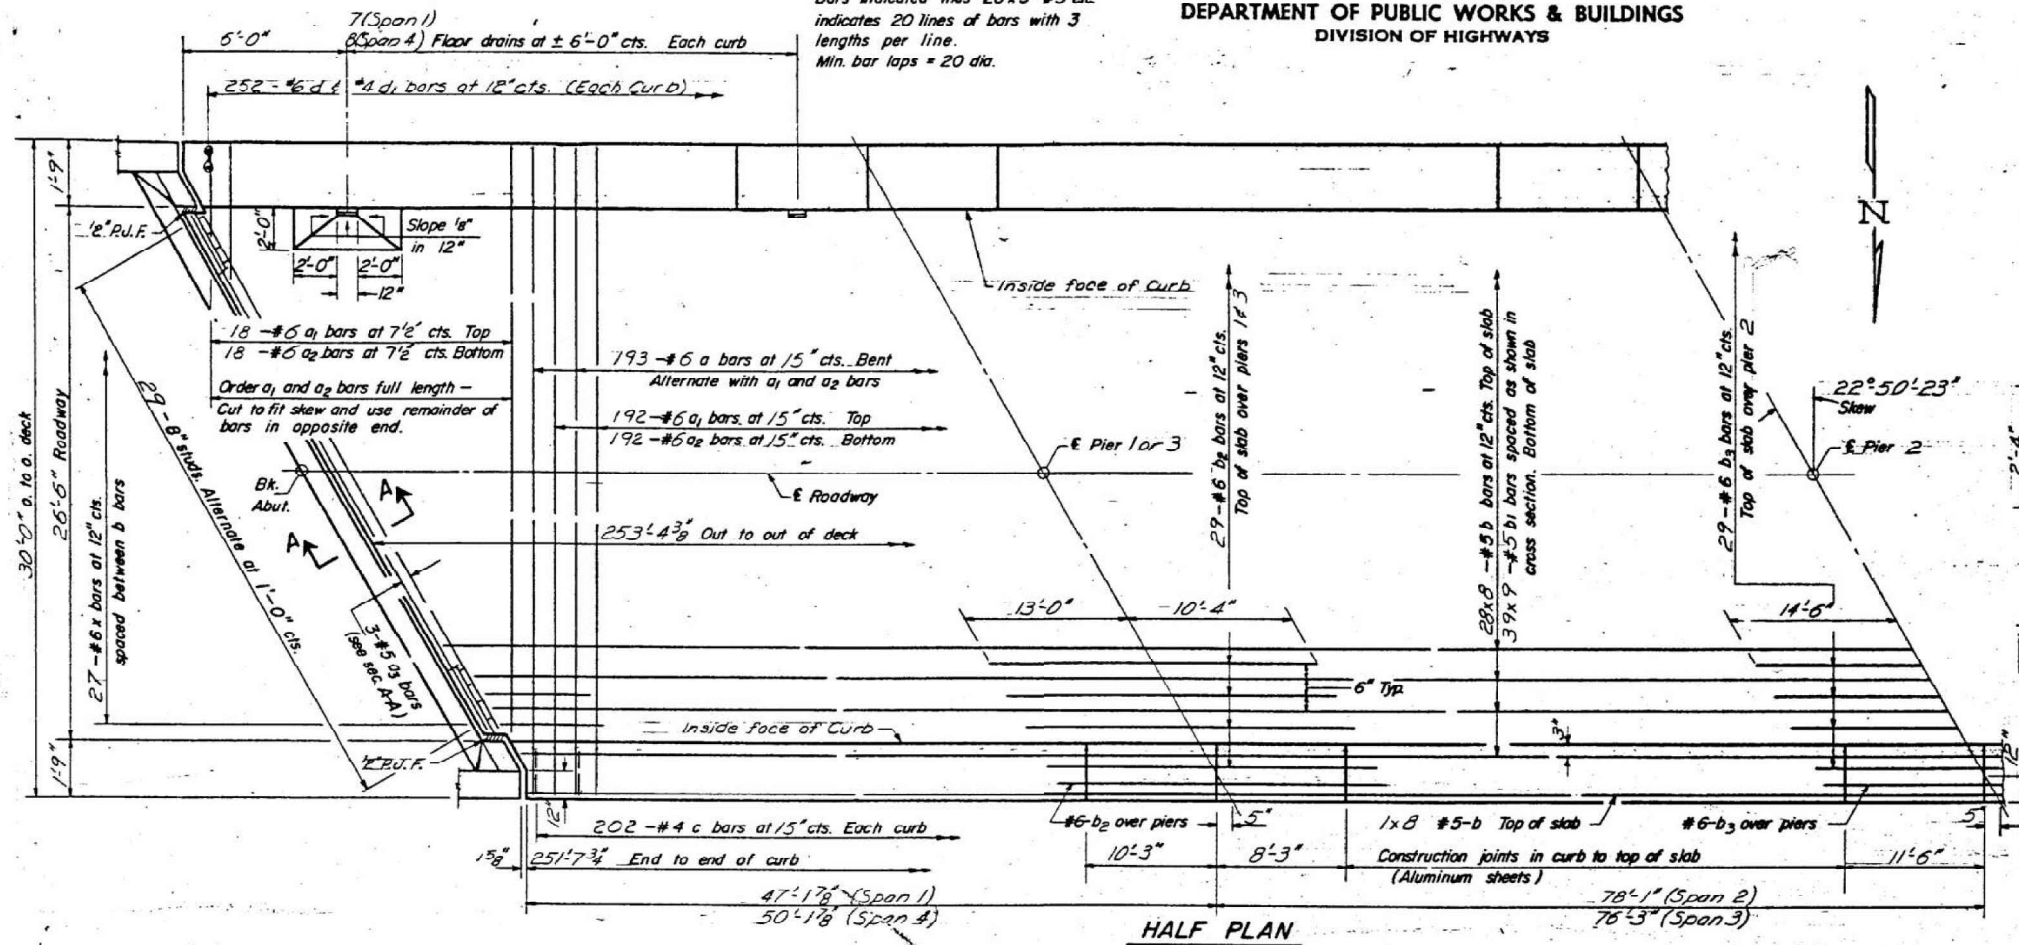 indicates 20 lines of bars with 3
lengths per line.
Min. bar laps = 20 dia.
DEPARTMENT OF PUBLIC WORKS & BUILDINGS
DIVISION OF HIGHWAYS
7(Span 1)
8(Span 4) Floor drains at ± 6'-0" cts. Each curb
6'-0"
252 - #6 d & #4 d1 bars at 12" cts. (Each Curb)
N
1'-9"
26'-6" Roadway
30'-0" o. to o. deck
1'-9"
1/2" P.J.F.
2'-0"
Slope 1/8"
in 12"
2'-0" 2'-0"
12"
Inside face of Curb
18 -#6 a1 bars at 7 1/2" cts. Top
18 -#6 a2 bars at 7 1/2" cts. Bottom
Order a1 and a2 bars full length -
Cut to fit skew and use remainder of
bars in opposite end.
193-#6 a bars at 15" cts. Bent
Alternate with a1 and a2 bars
192-#6 a1 bars at 15" cts. Top
192-#6 a2 bars at 15" cts. Bottom
27 -#6 x bars at 12" cts.
spaced between b bars
29 - 8" studs. Alternate at 1'-0" cts.
Bk.
Abut.
A
A
℄ Roadway
℄ Pier 1 or 3
253'-4 3/8" Out to out of deck
29-#6 b2 bars at 12" cts.
Top of slab over piers 1 & 3
28x8 -#5 b bars at 12" cts. Top of slab
39x9 -#5 b1 bars spaced as shown in
cross section. Bottom of slab
29-#6 b3 bars at 12" cts.
Top of slab over pier 2
22°-50'-23"
Skew
℄ Pier 2
13'-0" 10'-4"
14'-6"
3-#5 a3 bars
(see sec. A-A)
6" Typ.
Inside face of Curb
3"
12"
1/2" P.J.F.
12"
202 -#4 c bars at 15" cts. Each curb
#6-b2 over piers
5"
1x8 #5-b Top of slab
#6-b3 over piers
5"
1 5/8"
251'-7 3/4" End to end of curb
10'-3" 8'-3"
Construction joints in curb to top of slab
(Aluminum sheets)
11'-6"
47'-1 7/8" (Span 1)
50'-1 7/8" (Span 4)
78'-1" (Span 2)
76'-3" (Span 3)
HALF PLAN